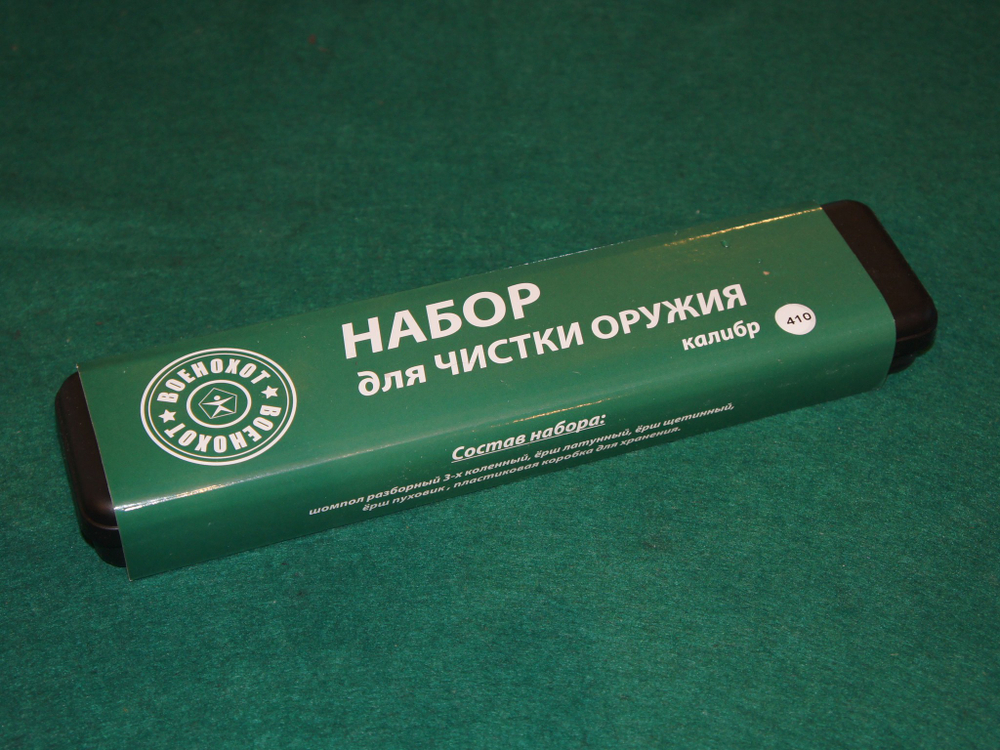 ВОЕНОХОТ ★ ВОЕНОХОТ ★
НАБОР
для ЧИСТКИ ОРУЖИЯ
калибр 410
Состав набора:
шомпол разборный 3-х коленный, ёрш латунный, ёрш щетинный,
ёрш пуховик , пластиковая коробка для хранения.